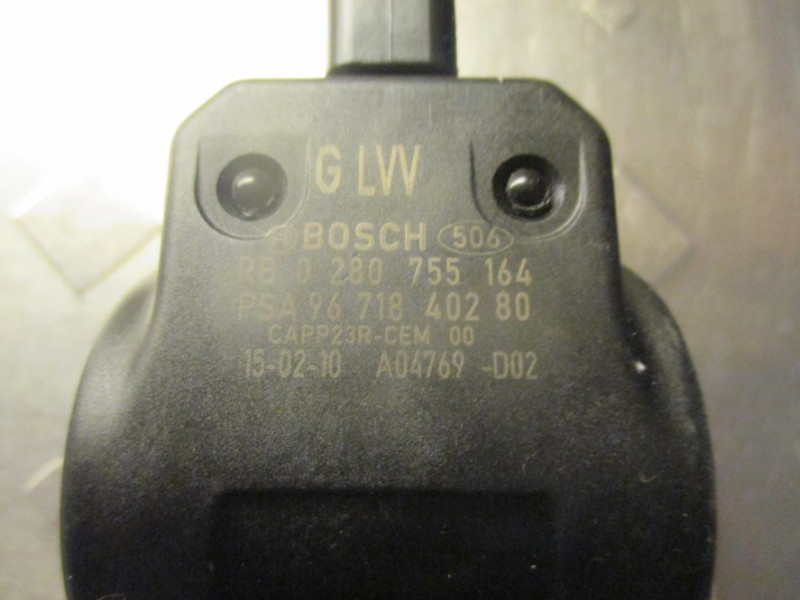 G LVV
BOSCH 506
RB 0 280 755 164
PSA 96 718 402 80
CAPP23R-CEM 00
15-02-10 A04769 -D02